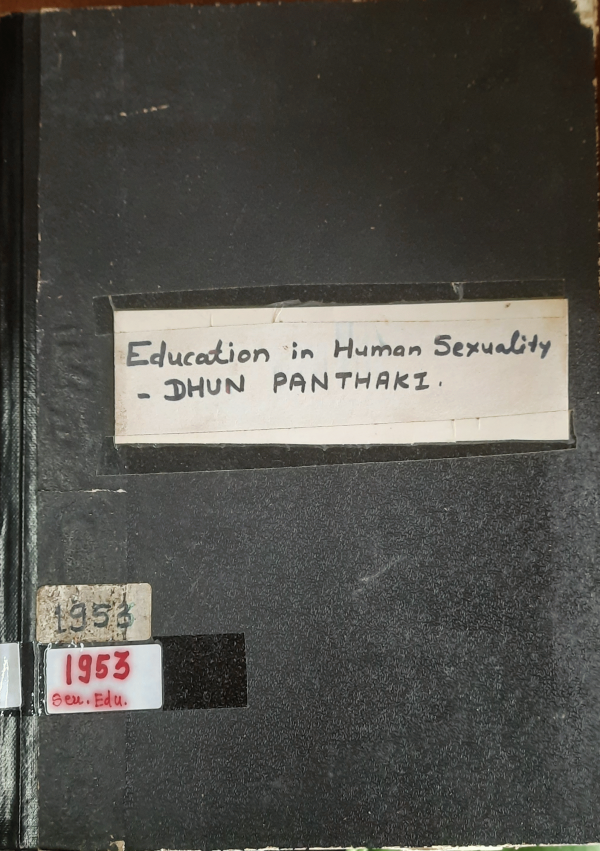 Education in Human Sexuality
- DHUN PANTHAKI.
1953
1953
Sex. Edu.